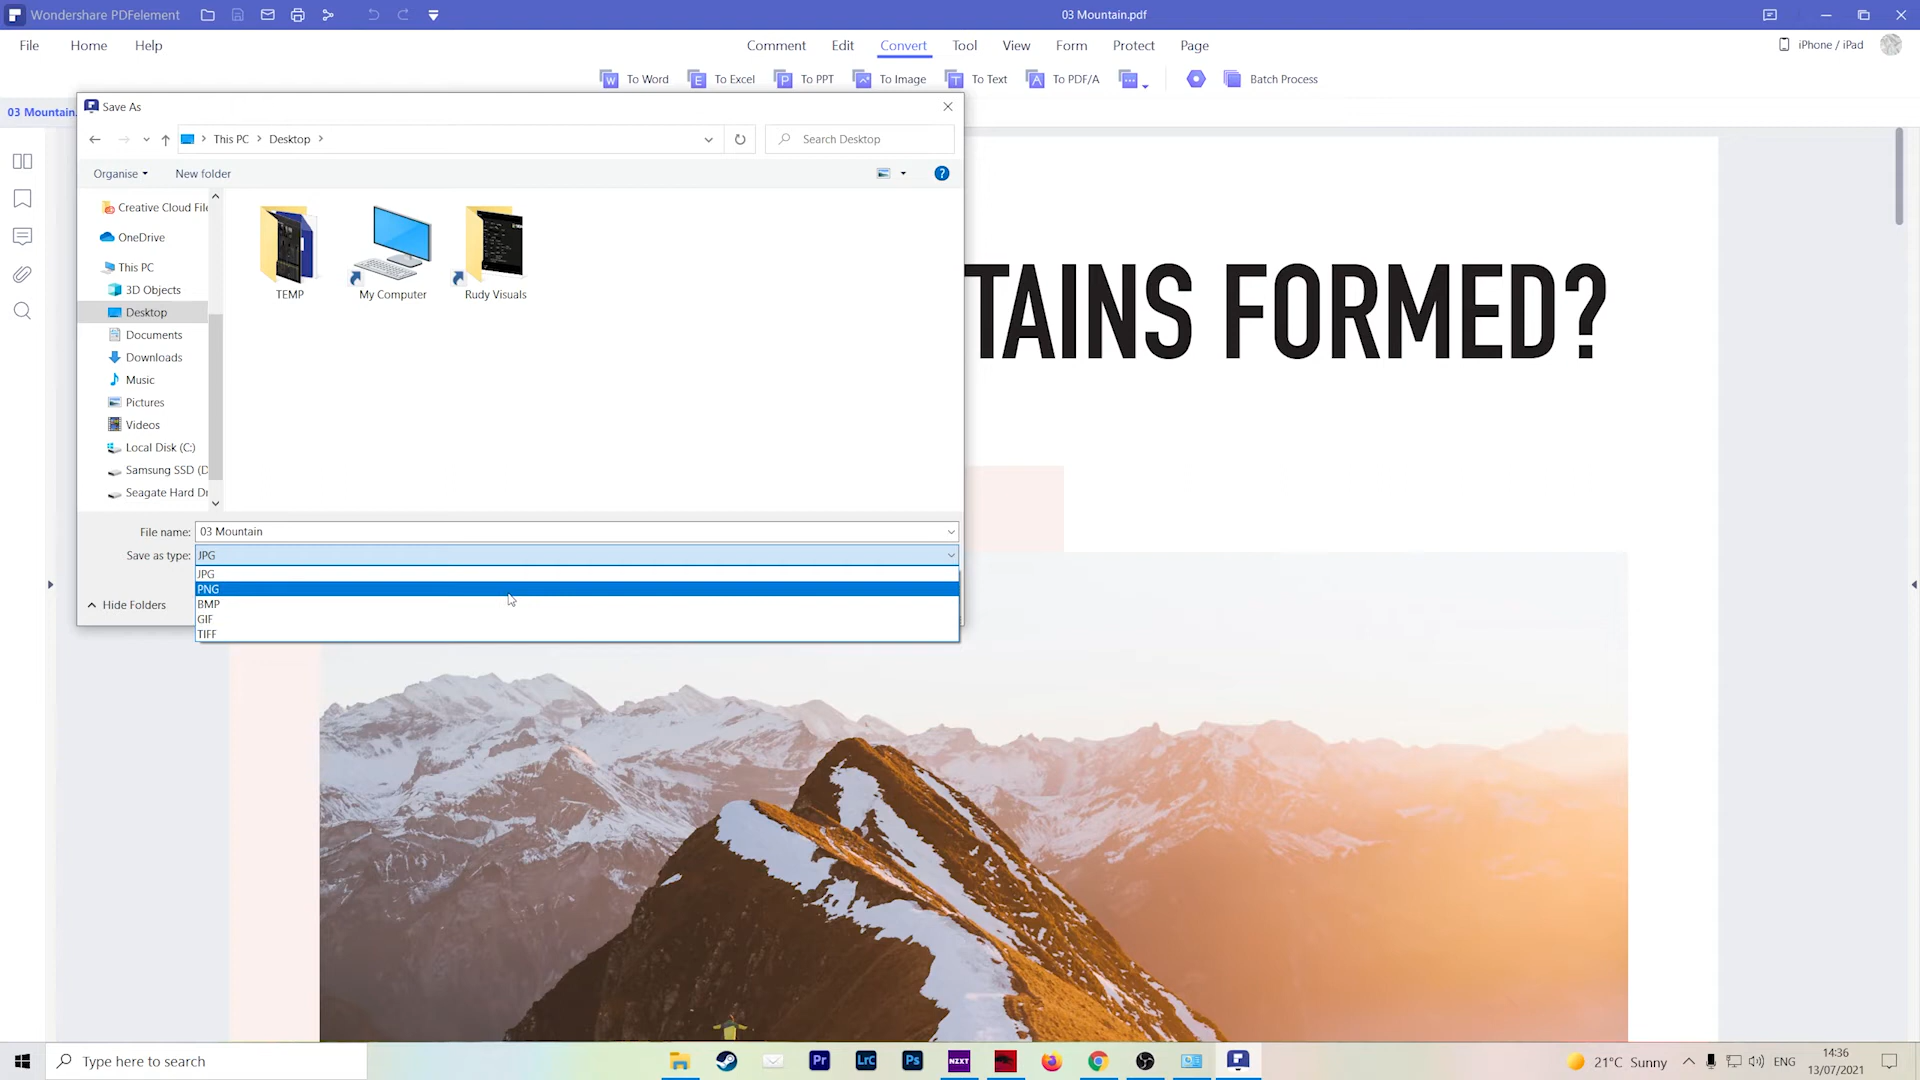 Wondershare PDFelement
03 Mountain.pdf
File Home Help
Comment Edit Convert Tool View Form Protect Page
iPhone / iPad
To Word To Excel To PPT To Image To Text To PDF/A Batch Process
03 Mountain.
Save As
This PC > Desktop >
Search Desktop
Organise New folder
?
Creative Cloud File
OneDrive
This PC
3D Objects
Desktop
Documents
Downloads
Music
Pictures
Videos
Local Disk (C:)
Samsung SSD (D
Seagate Hard Dr
TEMP
My Computer
Rudy Visuals
TAINS FORMED?
File name: 03 Mountain
Save as type: JPG
JPG
PNG
BMP
GIF
TIFF
Hide Folders
Type here to search
Pr
LrC
Ps
NZXT
21°C Sunny
ENG
14:36
13/07/2021